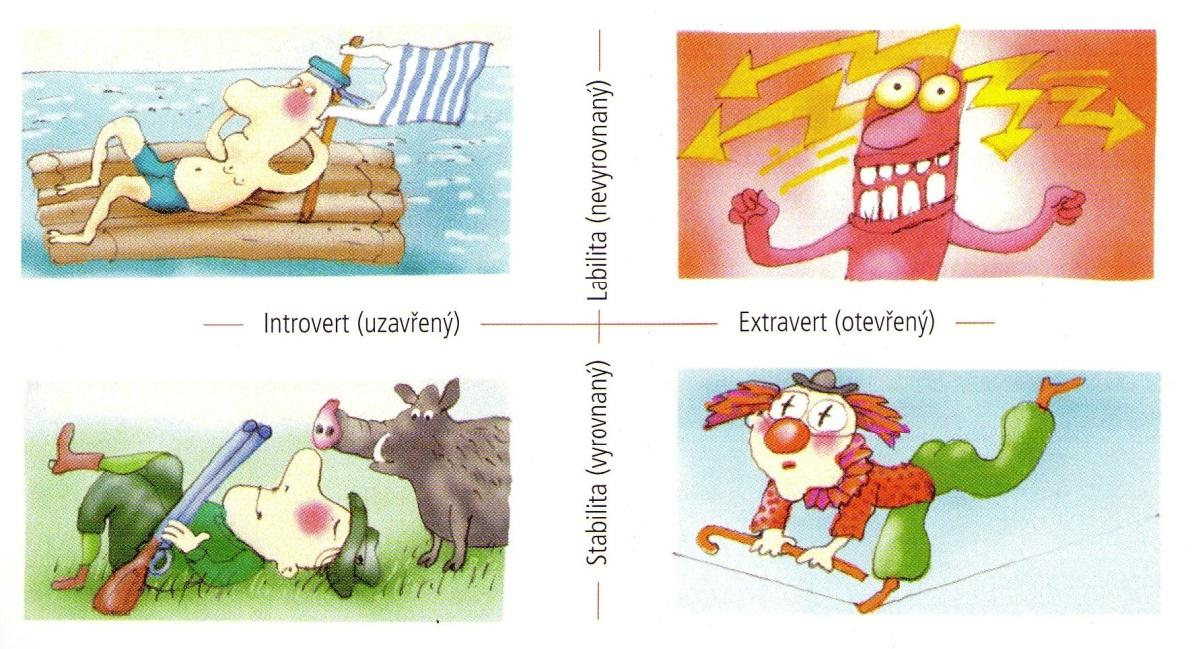 Labilita (nevyrovnaný)
Introvert (uzavřený)
Extravert (otevřený)
Stabilita (vyrovnaný)